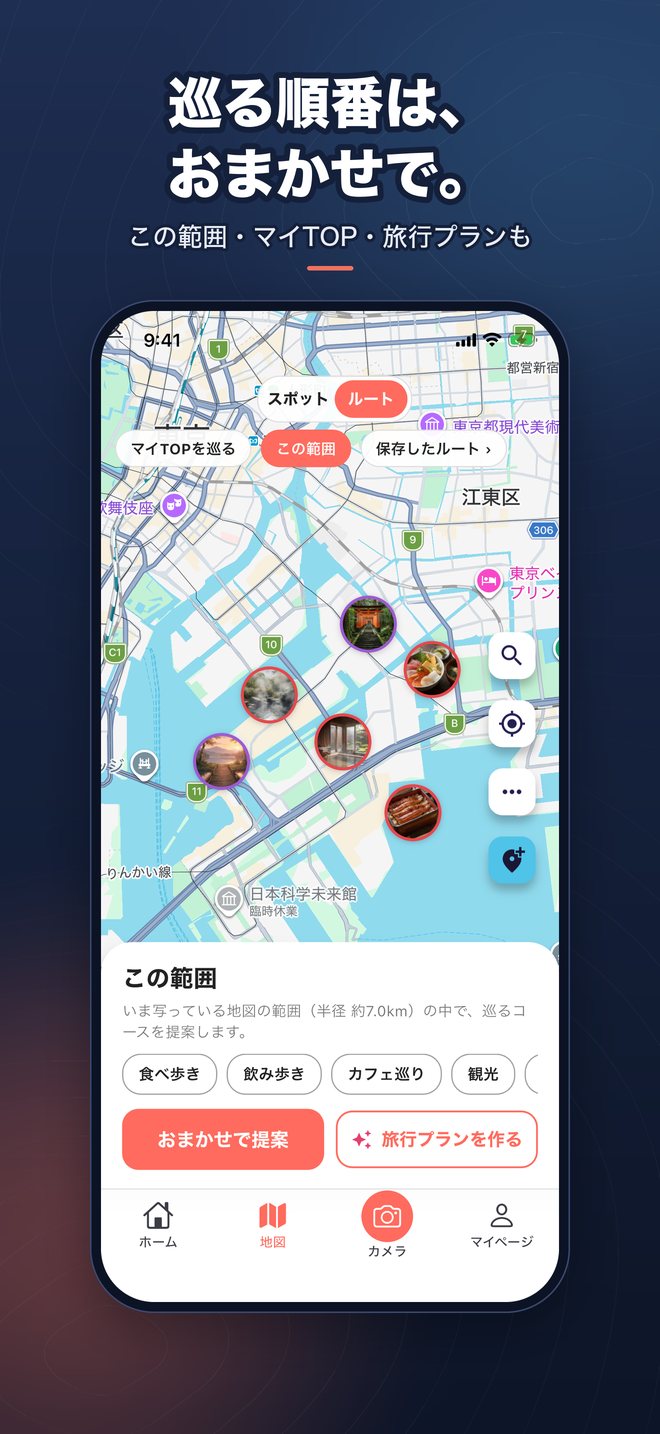 巡る順番は、
おまかせで。
この範囲・マイTOP・旅行プランも
9:41
1
7
都営新宿
スポット
ルート
東京都現代美術
マイTOPを巡る
この範囲
保存したルート ›
江東区
歌舞伎座
306
9
東京ベイ
プリン
C1
10
B
11
りんかい線
日本科学未来館
臨時休業
この範囲
いま写っている地図の範囲（半径 約7.0km）の中で、巡るコ
ースを提案します。
食べ歩き
飲み歩き
カフェ巡り
観光
おまかせで提案
旅行プランを作る
ホーム
地図
カメラ
マイページ